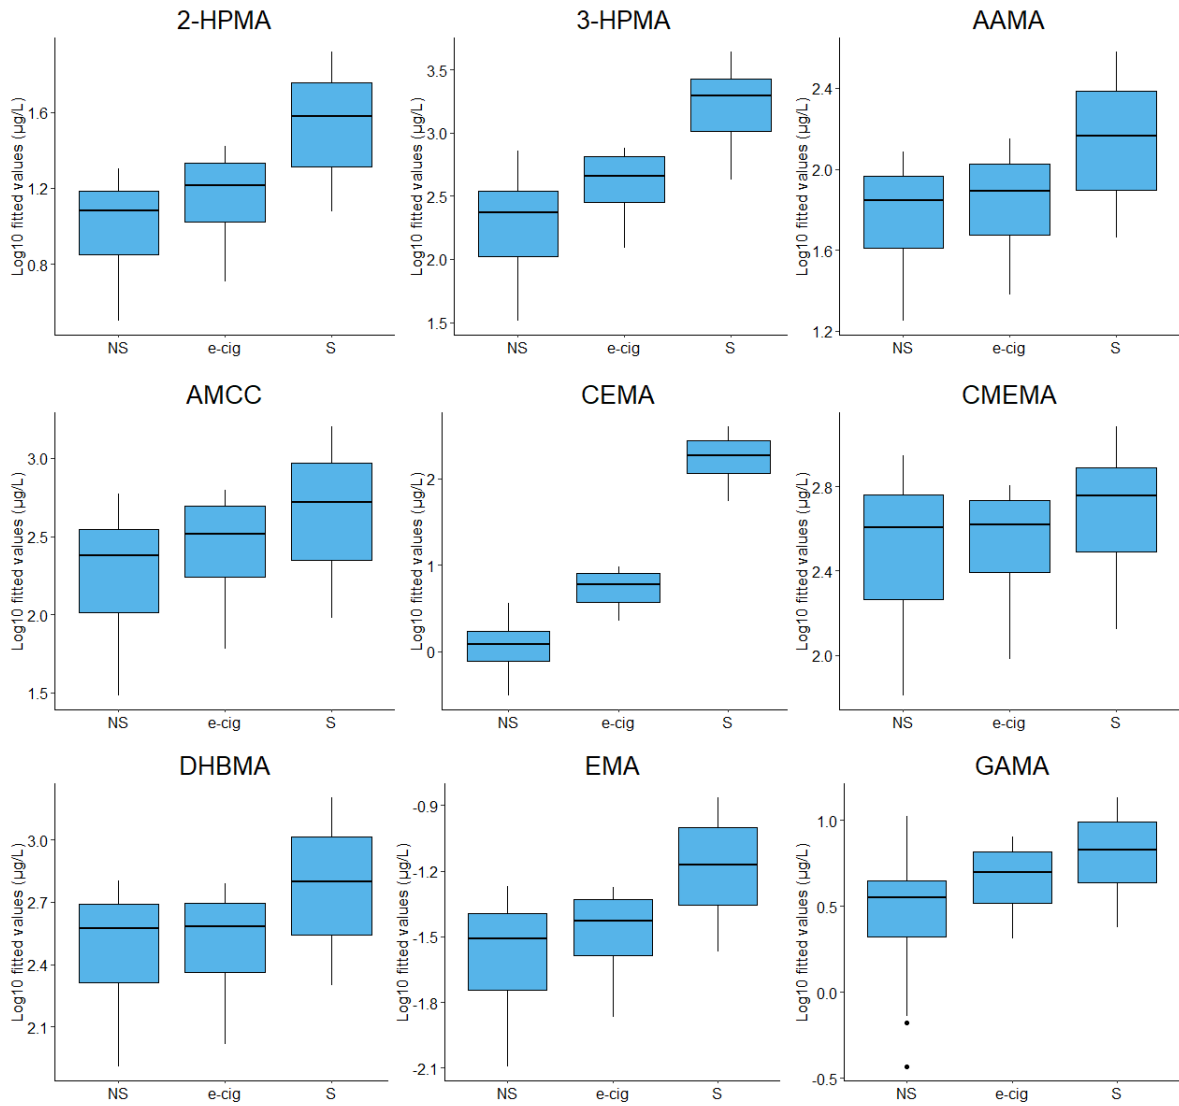 2-HPMA
Log10 fitted values (µg/L)
1.6
1.2
0.8
NS e-cig S
3-HPMA
Log10 fitted values (µg/L)
3.5
3.0
2.5
2.0
1.5
NS e-cig S
AAMA
Log10 fitted values (µg/L)
2.4
2.0
1.6
1.2
NS e-cig S
AMCC
Log10 fitted values (µg/L)
3.0
2.5
2.0
1.5
NS e-cig S
CEMA
Log10 fitted values (µg/L)
2
1
0
NS e-cig S
CMEMA
Log10 fitted values (µg/L)
2.8
2.4
2.0
NS e-cig S
DHBMA
Log10 fitted values (µg/L)
3.0
2.7
2.4
2.1
NS e-cig S
EMA
Log10 fitted values (µg/L)
-0.9
-1.2
-1.5
-1.8
-2.1
NS e-cig S
GAMA
Log10 fitted values (µg/L)
1.0
0.5
0.0
-0.5
NS e-cig S